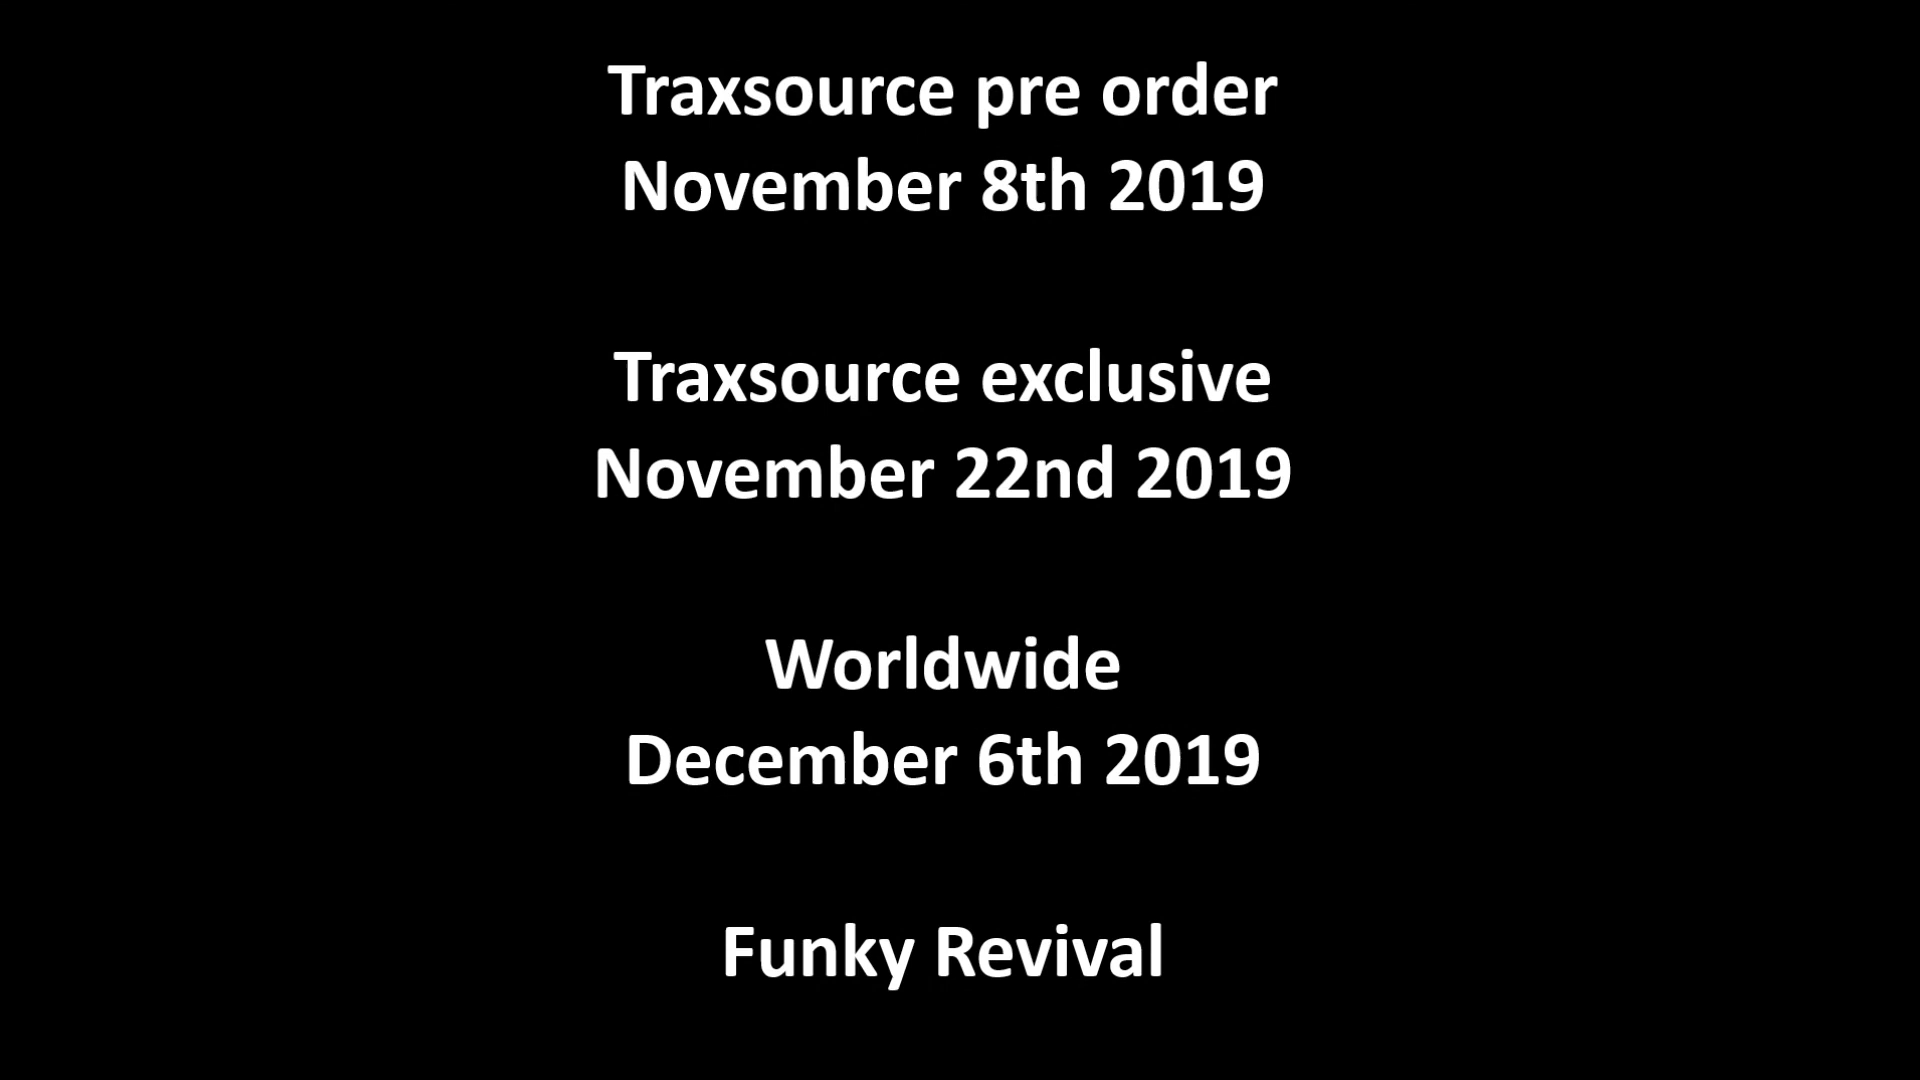 Traxsource pre order
November 8th 2019
Traxsource exclusive
November 22nd 2019
Worldwide
December 6th 2019
Funky Revival